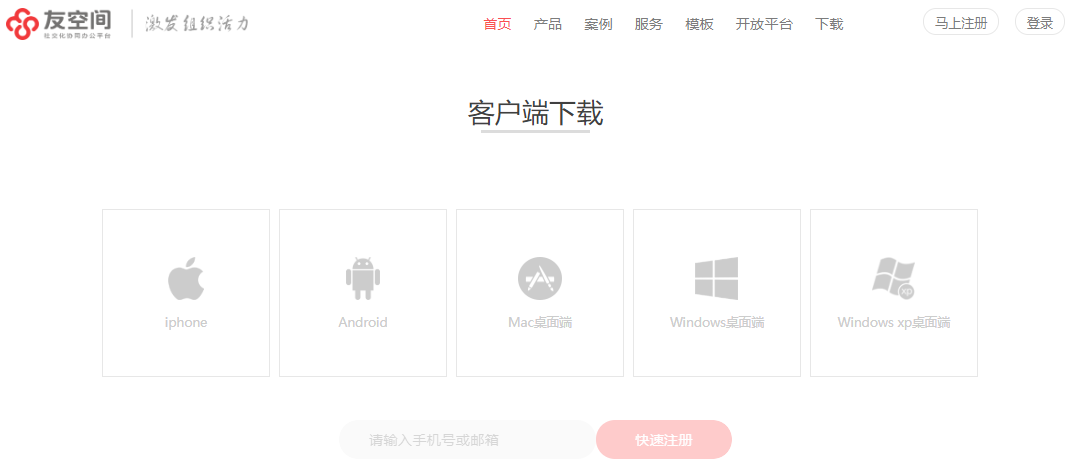 友空间
社交化协同办公平台
激发组织活力
首页 产品 案例 服务 模板 开放平台 下载
马上注册 登录
客户端下载
iphone
Android
Mac桌面端
Windows桌面端
xp
Windows xp桌面端
请输入手机号或邮箱
快速注册